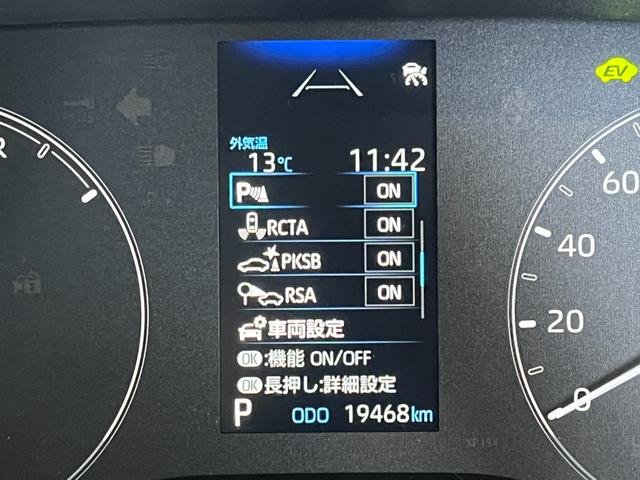 EV
外気温
13℃ 11:42
P ON
RCTA ON
PKSB ON
RSA ON
車両設定
OK:機能 ON/OFF
OK長押し:詳細設定
P ODO 19468km
60
40
20
0
R